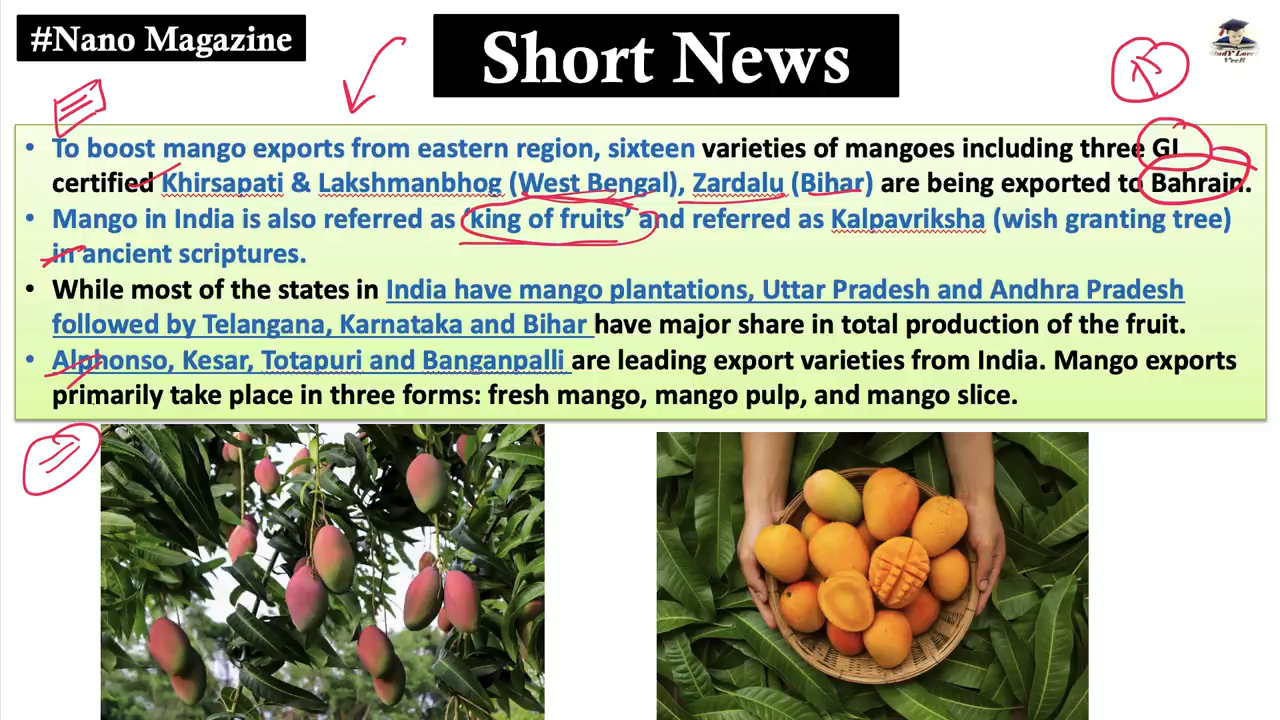 #Nano Magazine
Short News
StudY Lover
VeeR
• To boost mango exports from eastern region, sixteen varieties of mangoes including three GI
certified Khirsapati & Lakshmanbhog (West Bengal), Zardalu (Bihar) are being exported to Bahrain.
• Mango in India is also referred as ‘king of fruits’ and referred as Kalpavriksha (wish granting tree)
in ancient scriptures.
• While most of the states in India have mango plantations, Uttar Pradesh and Andhra Pradesh
followed by Telangana, Karnataka and Bihar have major share in total production of the fruit.
• Alphonso, Kesar, Totapuri and Banganpalli are leading export varieties from India. Mango exports
primarily take place in three forms: fresh mango, mango pulp, and mango slice.